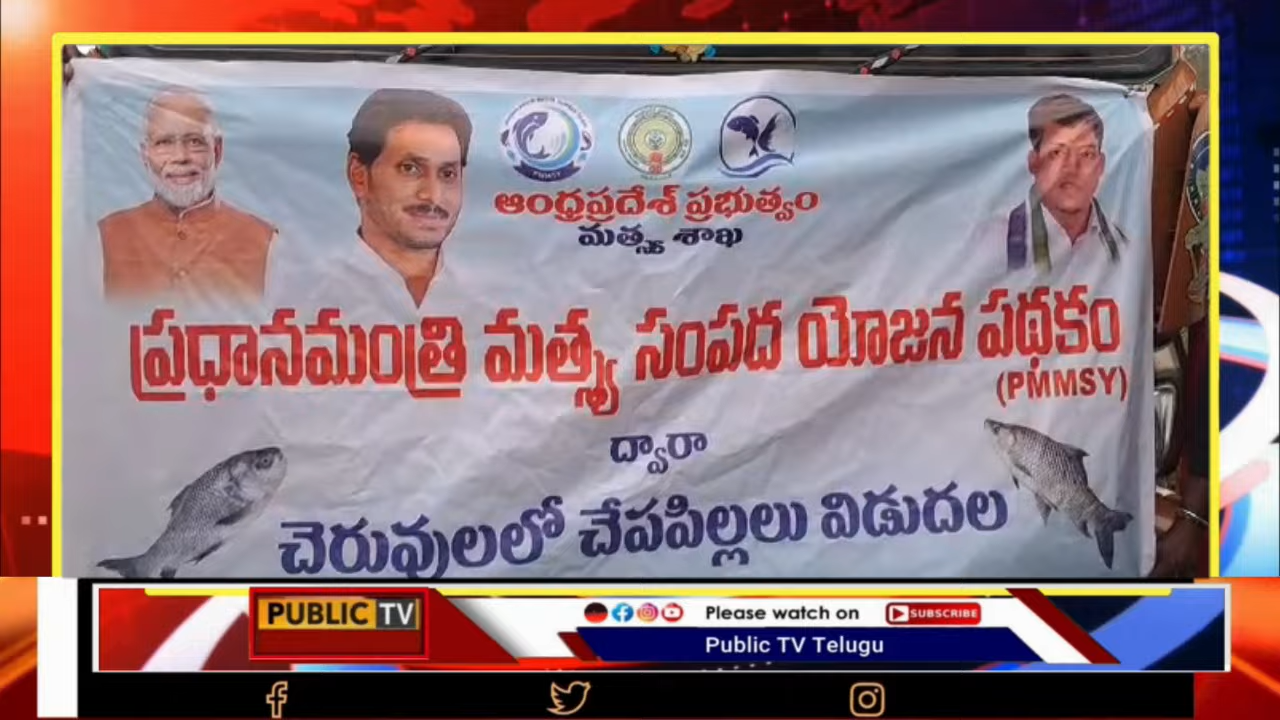 ఆంధ్రప్రదేశ్ ప్రభుత్వం
మత్స్య శాఖ
ప్రధానమంత్రి మత్స్య సంపద యోజన పథకం
(PMMSY)
ద్వారా
చెరువులలో చేపపిల్లలు విడుదల
PUBLIC TV
Please watch on
SUBSCRIBE
Public TV Telugu